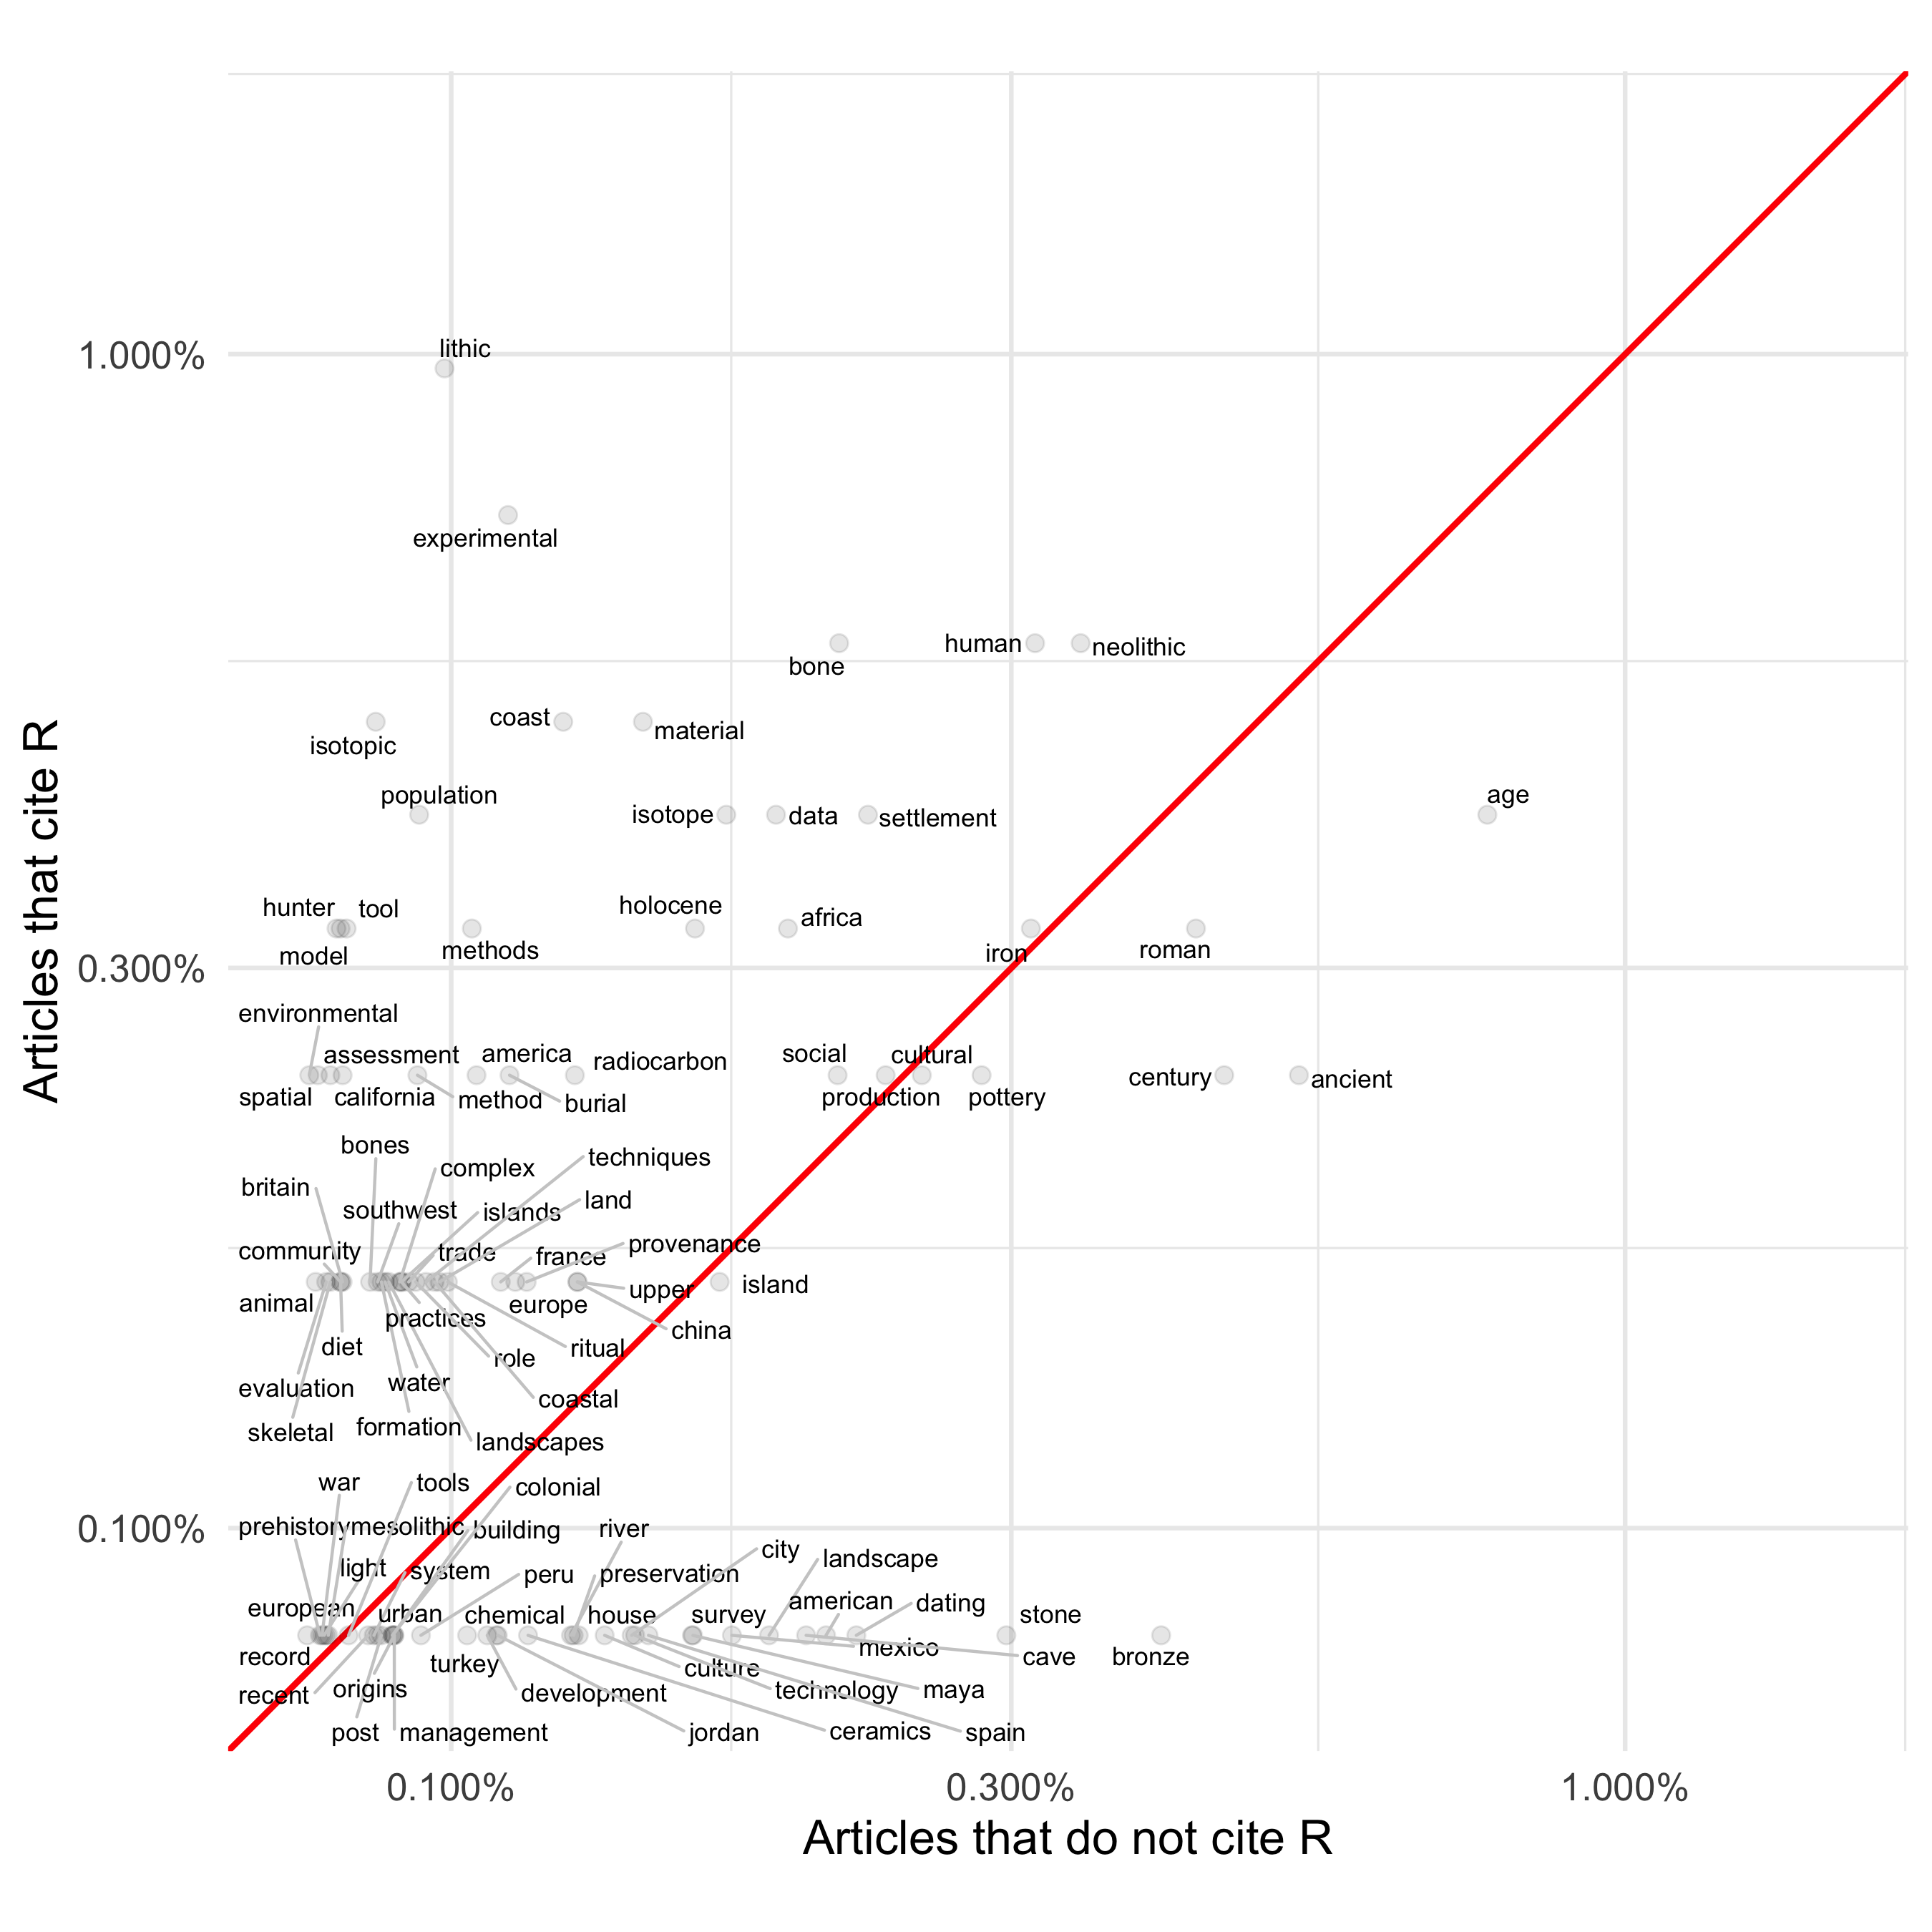 lithic
1.000%
experimental
human
neolithic
bone
coast
material
isotopic
population
age
isotope
data
settlement
hunter
tool
holocene
africa
methods
iron
roman
model
0.300%
environmental
assessment
america
radiocarbon
social
cultural
century
ancient
spatial
california
method
burial
production
pottery
bones
techniques
complex
britain
land
southwest
islands
community
trade
france
provenance
island
upper
animal
europe
practices
china
diet
role
ritual
evaluation
water
coastal
skeletal
formation
landscapes
war
tools
colonial
0.100%
prehistory
mesolithic
building
river
city
landscape
light
system
peru
preservation
european
urban
chemical
house
survey
american
dating
stone
record
turkey
culture
mexico
cave
bronze
recent
origins
development
technology
maya
post
management
jordan
ceramics
spain
0.100%
0.300%
1.000%
Articles that do not cite R
Articles that cite R